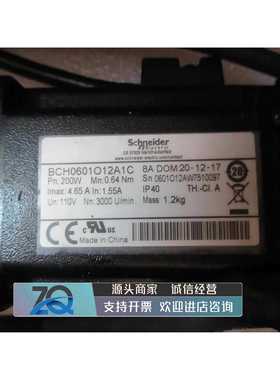 Schneider
Electric
BCH0601O12A1C
8A DOM 20-12-17
Pn: 200W Mn: 0.64 Nm
Sn 0601O12AW7510097
Imax: 4.65 A In: 1.55A
IP40 TH.-Cl. A
Un: 110V Nn: 3000 U/min
Mass 1.2kg
Made in China
20
ZQ
源头商家 诚信经营
支持开票 欢迎进店咨询